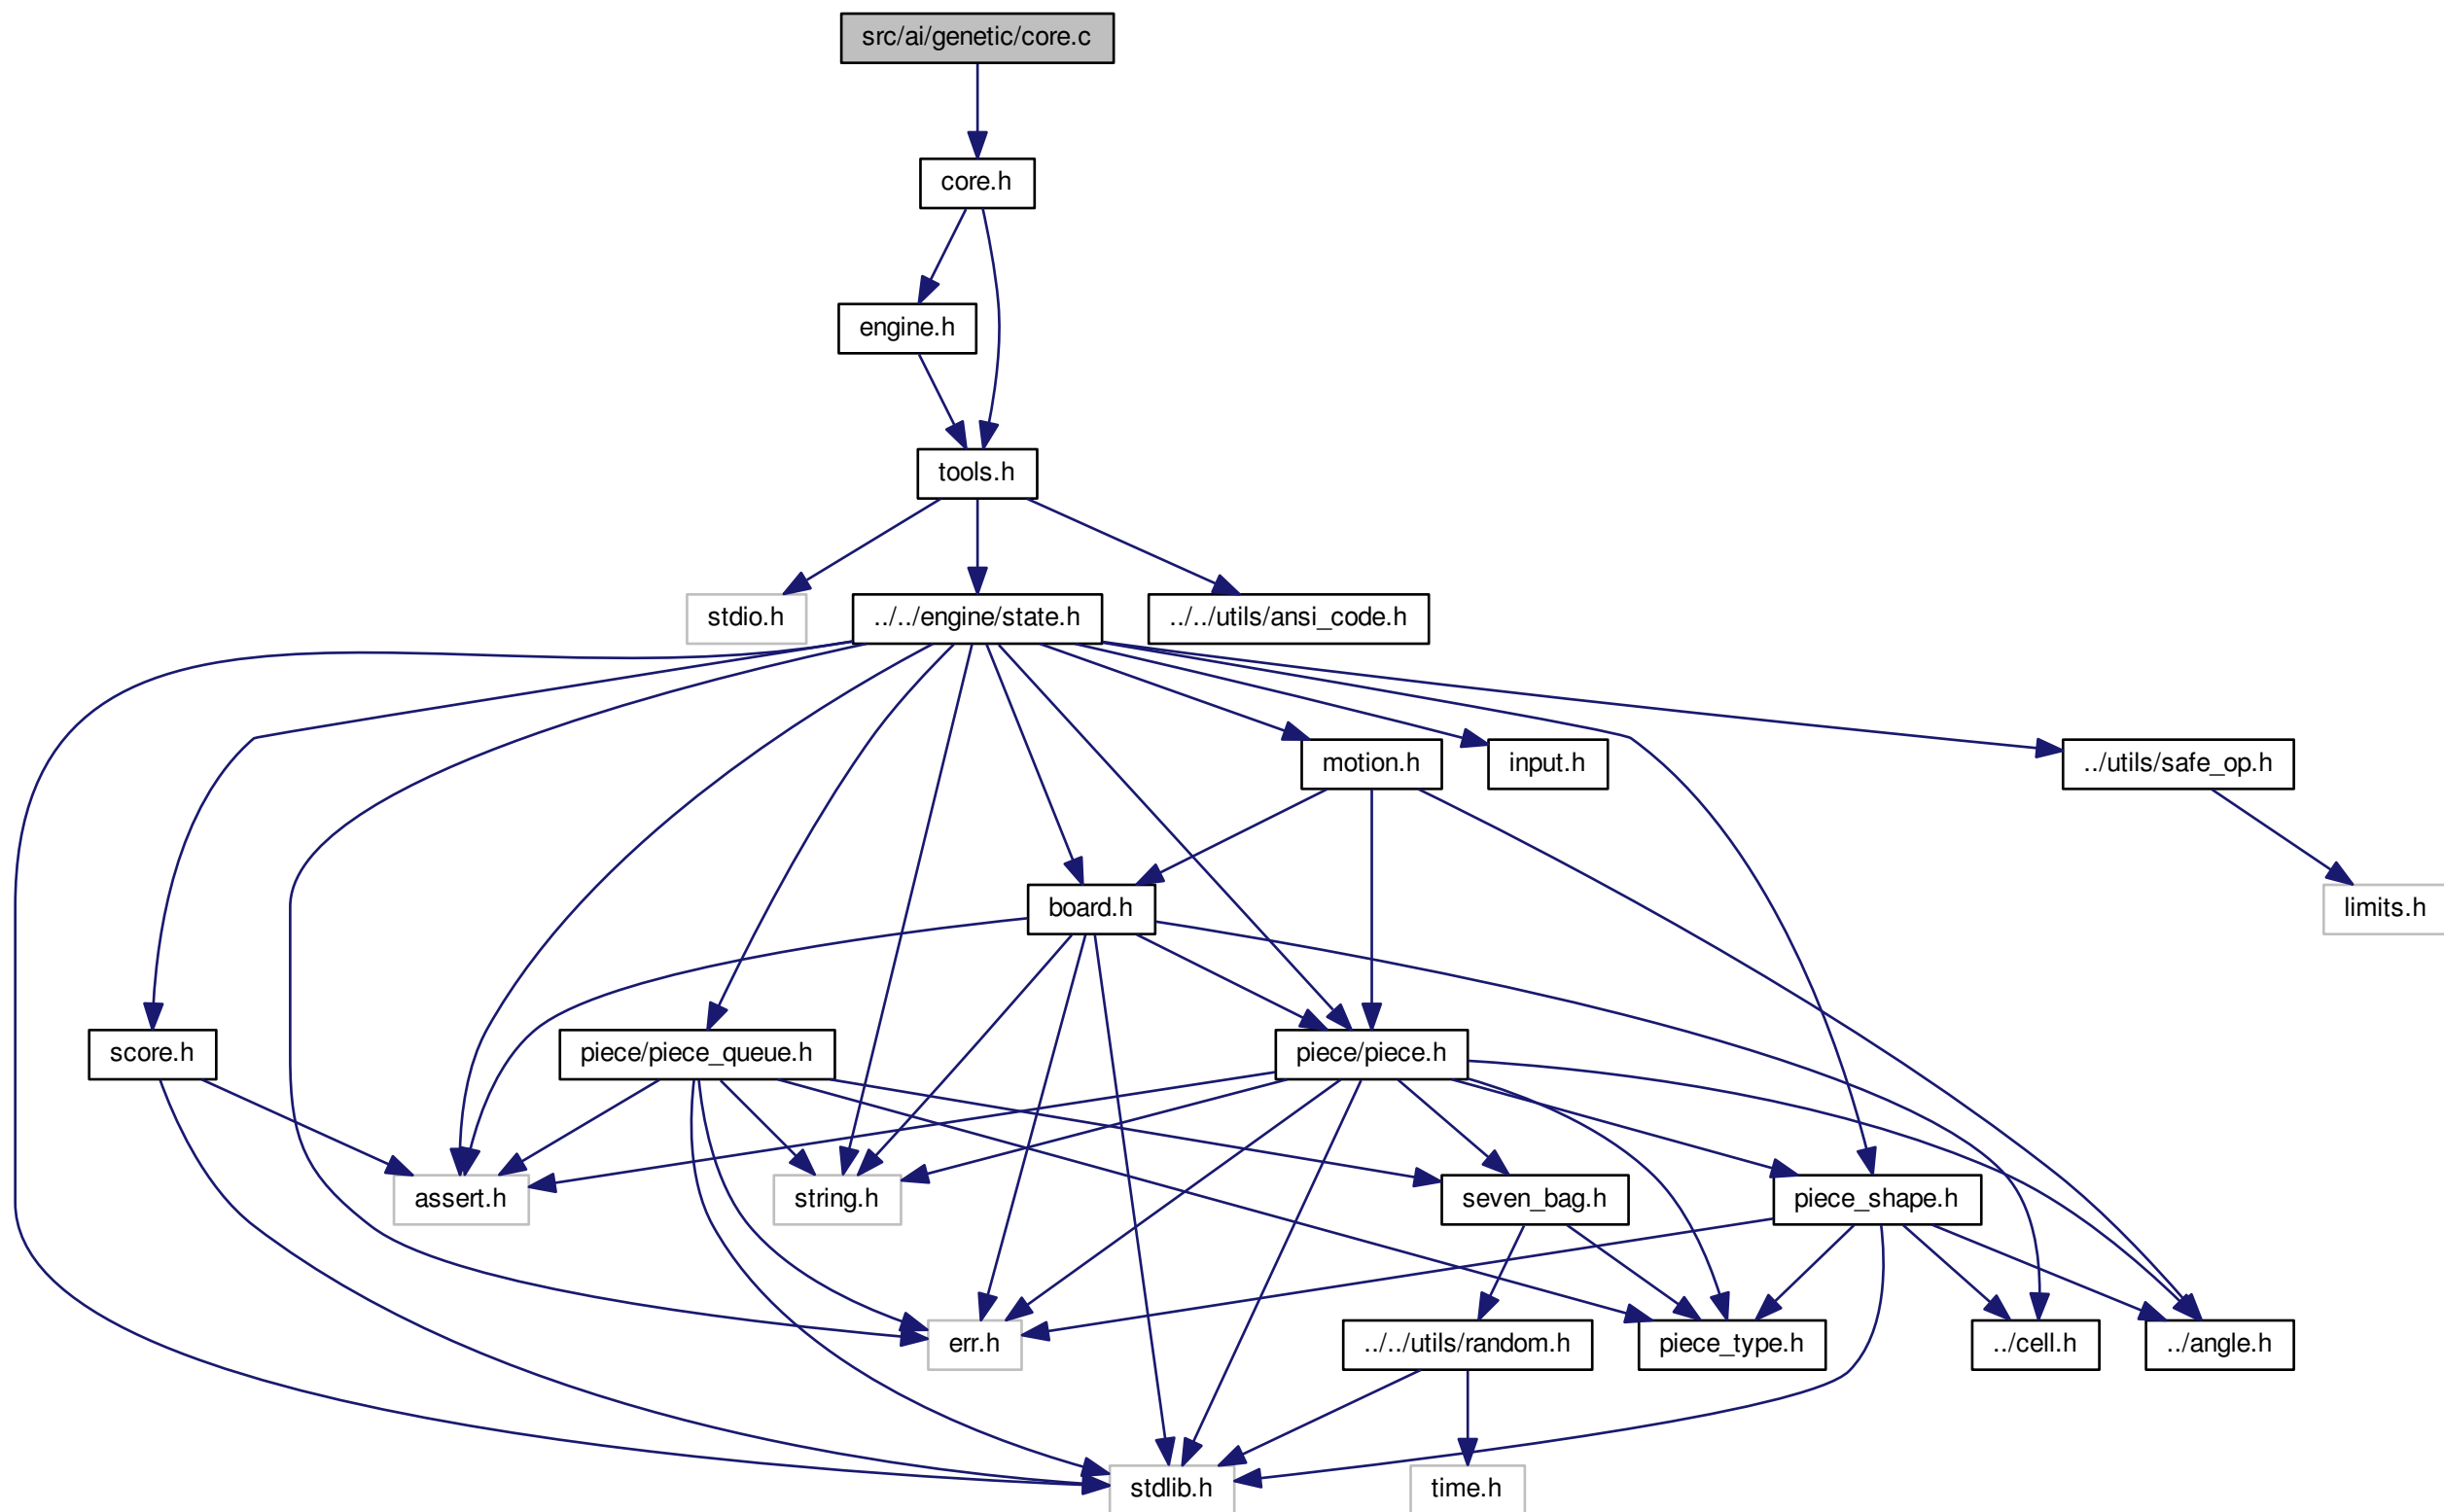 src/ai/genetic/core.c
core.h
engine.h
tools.h
stdio.h
../../engine/state.h
../../utils/ansi_code.h
motion.h
input.h
../utils/safe_op.h
board.h
limits.h
score.h
piece/piece_queue.h
piece/piece.h
assert.h
string.h
seven_bag.h
piece_shape.h
err.h
../../utils/random.h
piece_type.h
../cell.h
../angle.h
stdlib.h
time.h